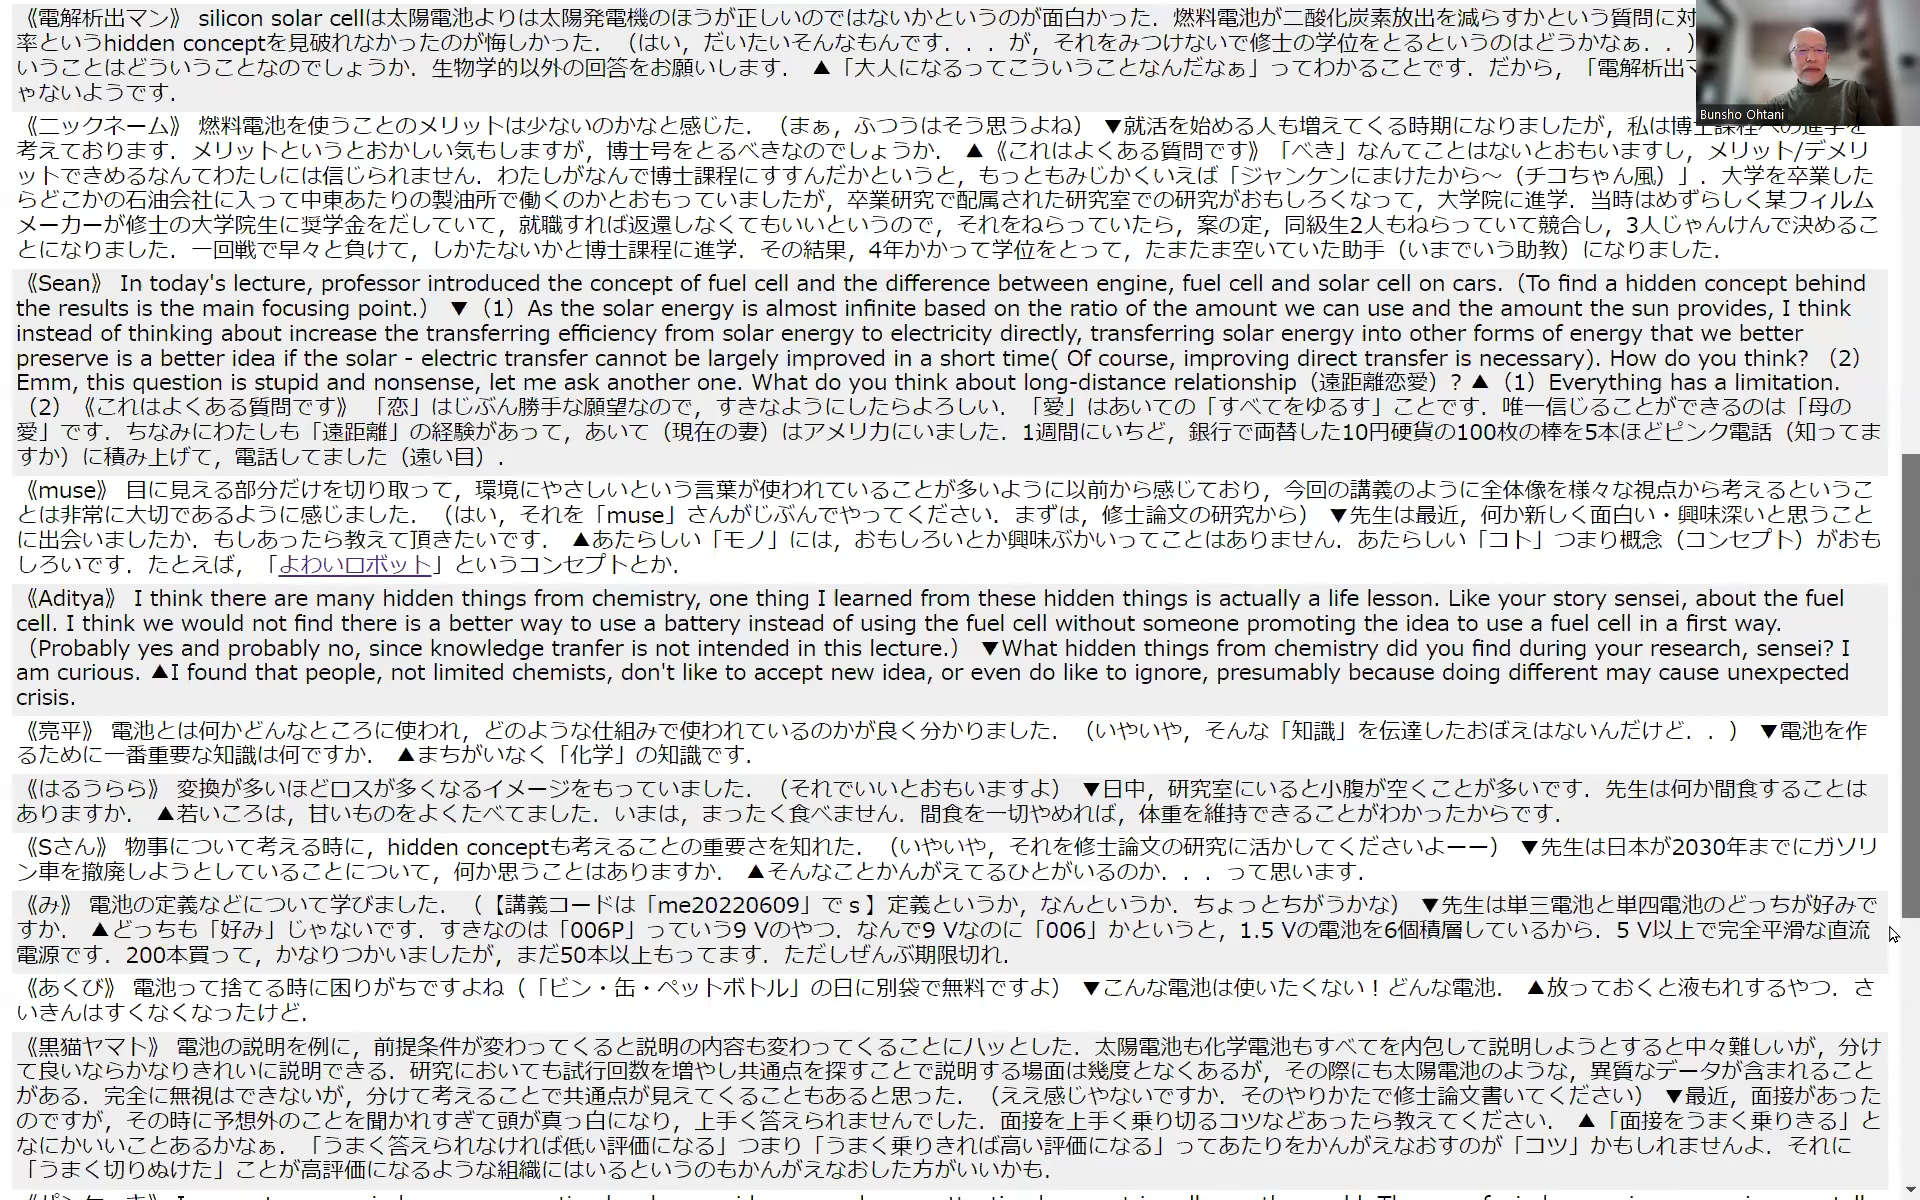 《電解析出マン》 silicon solar cellは太陽電池よりは太陽発電機のほうが正しいのではないかというのが面白かった．燃料電池が二酸化炭素放出を減らすかという質問に対
率というhidden conceptを見破れなかったのが悔しかった．（はい，だいたいそんなもんです．．．が，それをみつけないで修士の学位をとるというのはどうかなぁ．．）
いうことはどういうことなのでしょうか．生物学的以外の回答をお願いします． ▲「大人になるってこういうことなんだなぁ」ってわかることです．だから，「電解析出マ
ゃないようです．
Bunsho Ohtani
《ニックネーム》 燃料電池を使うことのメリットは少ないのかなと感じた．（まぁ，ふつうはそう思うよね） ▼就活を始める人も増えてくる時期になりましたが，私は博士課程への進学を
考えております．メリットというとおかしい気もしますが，博士号をとるべきなのでしょうか． ▲《これはよくある質問です》「べき」なんてことはないとおもいますし，メリット/デメリ
ットできめるなんてわたしには信じられません．わたしがなんで博士課程にすすんだかというと，もっともみじかくいえば「ジャンケンにまけたから～（チコちゃん風）」．大学を卒業した
らどこかの石油会社に入って中東あたりの製油所で働くのかとおもっていましたが，卒業研究で配属された研究室での研究がおもしろくなって，大学院に進学．当時はめずらしく某フィルム
メーカーが修士の大学院生に奨学金をだしていて，就職すれば返還しなくてもいいというので，それをねらっていたら，案の定，同級生2人もねらっていて競合し，3人じゃんけんで決めるこ
とになりました．一回戦で早々と負けて，しかたないかと博士課程に進学．その結果，4年かかって学位をとって，たまたま空いていた助手（いまでいう助教）になりました．
《Sean》 In today's lecture, professor introduced the concept of fuel cell and the difference between engine, fuel cell and solar cell on cars.（To find a hidden concept behind
the results is the main focusing point.） ▼（1）As the solar energy is almost infinite based on the ratio of the amount we can use and the amount the sun provides, I think
instead of thinking about increase the transferring efficiency from solar energy to electricity directly, transferring solar energy into other forms of energy that we better
preserve is a better idea if the solar - electric transfer cannot be largely improved in a short time( Of course, improving direct transfer is necessary). How do you think? （2）
Emm, this question is stupid and nonsense, let me ask another one. What do you think about long-distance relationship（遠距離恋愛）? ▲（1）Everything has a limitation.
（2）《これはよくある質問です》「恋」はじぶん勝手な願望なので，すきなようにしたらよろしい．「愛」はあいての「すべてをゆるす」ことです．唯一信じることができるのは「母の
愛」です．ちなみにわたしも「遠距離」の経験があって，あいて（現在の妻）はアメリカにいました．1週間にいちど，銀行で両替した10円硬貨の100枚の棒を5本ほどピンク電話（知ってま
すか）に積み上げて，電話してました（遠い目）．
《muse》 目に見える部分だけを切り取って，環境にやさしいという言葉が使われていることが多いように以前から感じており，今回の講義のように全体像を様々な視点から考えるというこ
とは非常に大切であるように感じました．（はい，それを「muse」さんがじぶんでやってください．まずは，修士論文の研究から） ▼先生は最近，何か新しく面白い・興味深いと思うこと
に出会いましたか．もしあったら教えて頂きたいです． ▲あたらしい「モノ」には，おもしろいとか興味ぶかいってことはありません．あたらしい「コト」つまり概念（コンセプト）がおも
しろいです．たとえば，「よわいロボット」というコンセプトとか．
《Aditya》 I think there are many hidden things from chemistry, one thing I learned from these hidden things is actually a life lesson. Like your story sensei, about the fuel
cell. I think we would not find there is a better way to use a battery instead of using the fuel cell without someone promoting the idea to use a fuel cell in a first way.
（Probably yes and probably no, since knowledge tranfer is not intended in this lecture.） ▼What hidden things from chemistry did you find during your research, sensei? I
am curious. ▲I found that people, not limited chemists, don't like to accept new idea, or even do like to ignore, presumably because doing different may cause unexpected
crisis.
《亮平》 電池とは何かどんなところに使われ，どのような仕組みで使われているのかが良く分かりました．（いやいや，そんな「知識」を伝達したおぼえはないんだけど．．） ▼電池を作
るために一番重要な知識は何ですか． ▲まちがいなく「化学」の知識です．
《はるうらら》 変換が多いほどロスが多くなるイメージをもっていました．（それでいいとおもいますよ） ▼日中，研究室にいると小腹が空くことが多いです．先生は何か間食することは
ありますか． ▲若いころは，甘いものをよくたべてました．いまは，まったく食べません．間食を一切やめれば，体重を維持できることがわかったからです．
《Sさん》 物事について考える時に，hidden conceptも考えることの重要さを知れた．（いやいや，それを修士論文の研究に活かしてくださいよーー） ▼先生は日本が2030年までにガソリ
ン車を撤廃しようとしていることについて，何か思うことはありますか． ▲そんなことかんがえてるひとがいるのか．．．って思います．
《み》 電池の定義などについて学びました．（【講義コードは「me20220609」でｓ】定義というか，なんというか．ちょっとちがうかな） ▼先生は単三電池と単四電池のどっちが好みで
すか． ▲どっちも「好み」じゃないです．すきなのは「006P」っていう9 Vのやつ．なんで9 Vなのに「006」かというと，1.5 Vの電池を6個積層しているから．5 V以上で完全平滑な直流
電源です．200本買って，かなりつかいましたが，まだ50本以上もってます．ただしぜんぶ期限切れ．
《あくび》 電池って捨てる時に困りがちですよね（「ビン・缶・ペットボトル」の日に別袋で無料ですよ） ▼こんな電池は使いたくない！どんな電池． ▲放っておくと液もれするやつ．さ
いきんはすくなくなったけど．
《黒猫ヤマト》 電池の説明を例に，前提条件が変わってくると説明の内容も変わってくることにハッとした．太陽電池も化学電池もすべてを内包して説明しようとすると中々難しいが，分け
て良いならかなりきれいに説明できる．研究においても試行回数を増やし共通点を探すことで説明する場面は幾度となくあるが，その際にも太陽電池のような，異質なデータが含まれること
がある．完全に無視はできないが，分けて考えることで共通点が見えてくることもあると思った．（ええ感じやないですか．そのやりかたで修士論文書いてください） ▼最近，面接があった
のですが，その時に予想外のことを聞かれすぎて頭が真っ白になり，上手く答えられませんでした．面接を上手く乗り切るコツなどあったら教えてください． ▲「面接をうまく乗りきる」と
なにかいいことあるかなぁ．「うまく答えられなければ低い評価になる」つまり「うまく乗りきれば高い評価になる」ってあたりをかんがえなおすのが「コツ」かもしれませんよ．それに
「うまく切りぬけた」ことが高評価になるような組織にはいるというのもかんがえなおした方がいいかも．